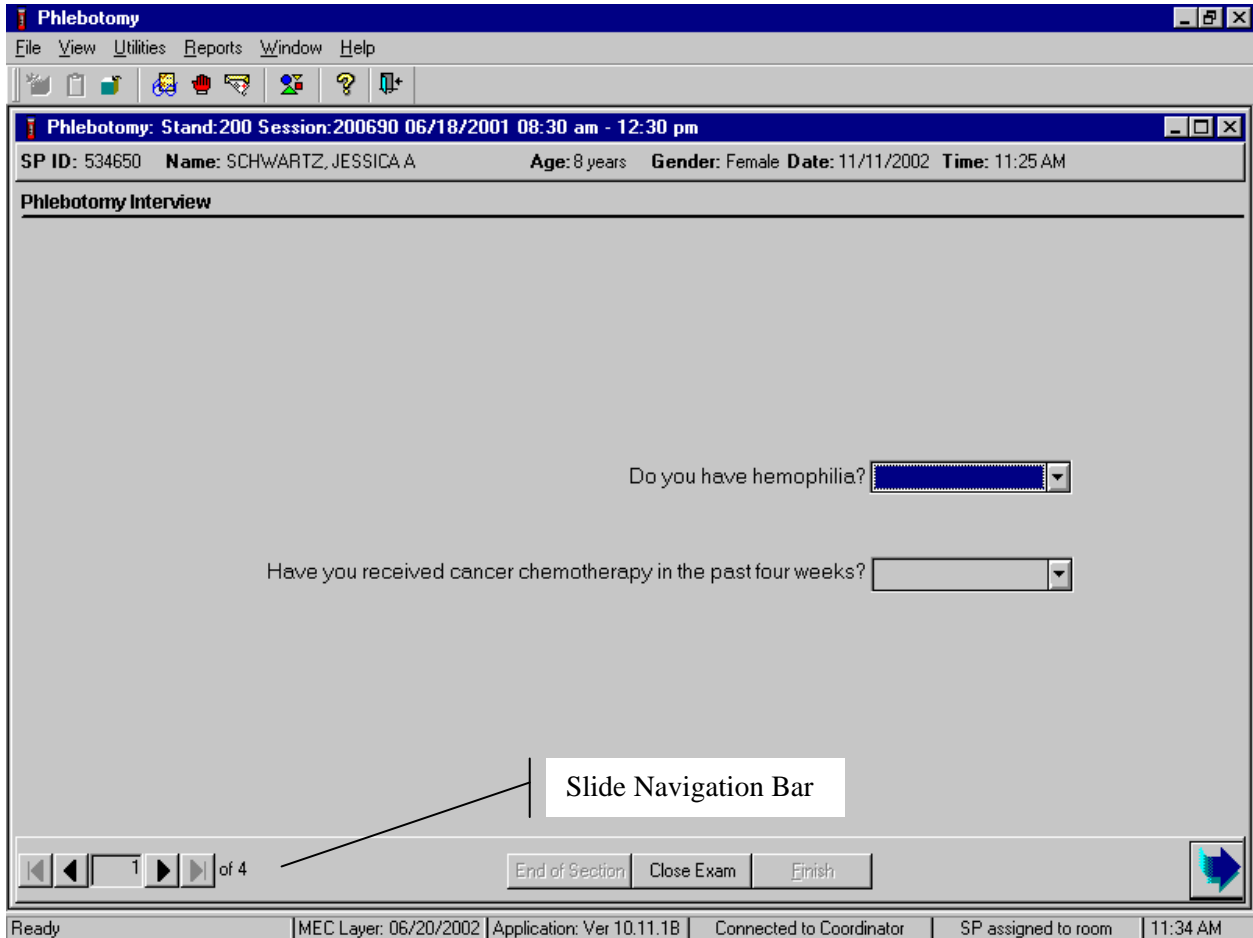 Phlebotomy
File View Utilities Reports Window Help
Phlebotomy: Stand:200 Session:200690 06/18/2001 08:30 am - 12:30 pm
SP ID: 534650 Name: SCHWARTZ, JESSICA A Age: 8 years Gender: Female Date: 11/11/2002 Time: 11:25 AM
Phlebotomy Interview
Do you have hemophilia?
Have you received cancer chemotherapy in the past four weeks?
Slide Navigation Bar
1 of 4 End of Section Close Exam Finish
Ready MEC Layer: 06/20/2002 Application: Ver 10.11.1B Connected to Coordinator SP assigned to room 11:34 AM